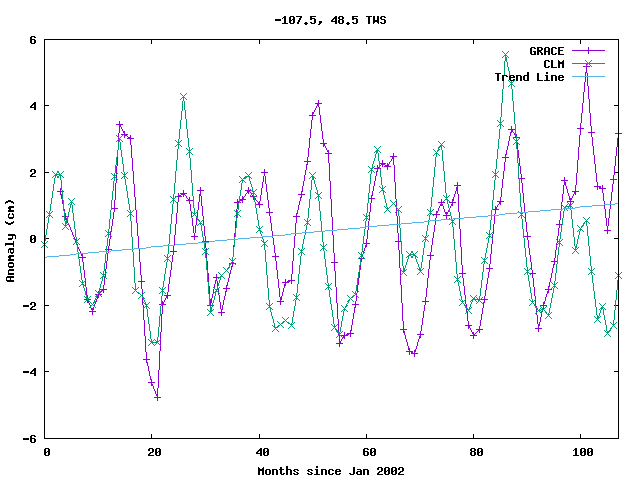 -107.5, 48.5 TWS
GRACE
CLM
Trend Line
6
4
2
0
-2
-4
-6
Anomaly (cm)
0 20 40 60 80 100
Months since Jan 2002